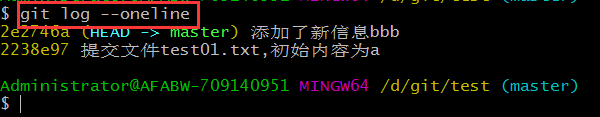 $ git log --oneline
2e2746a (HEAD -> master) 添加了新信息bbb
2238e97 提交文件test01.txt,初始内容为a
Administrator@AFABW-709140951 MINGW64 /d/git/test (master)
$